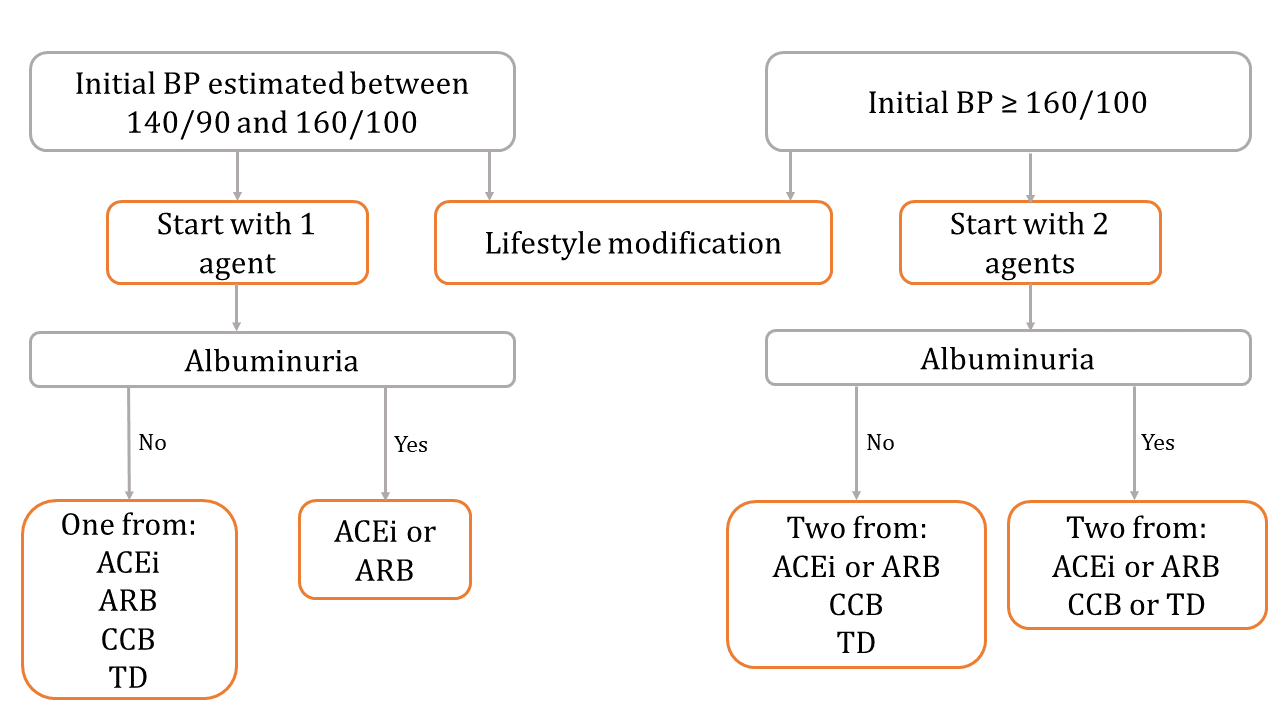 Initial BP estimated between
140/90 and 160/100
Initial BP ≥ 160/100
Start with 1
agent
Lifestyle modification
Start with 2
agents
Albuminuria
Albuminuria
No
Yes
No
Yes
One from:
ACEi
ARB
CCB
TD
ACEi or
ARB
Two from:
ACEi or ARB
CCB
TD
Two from:
ACEi or ARB
CCB or TD